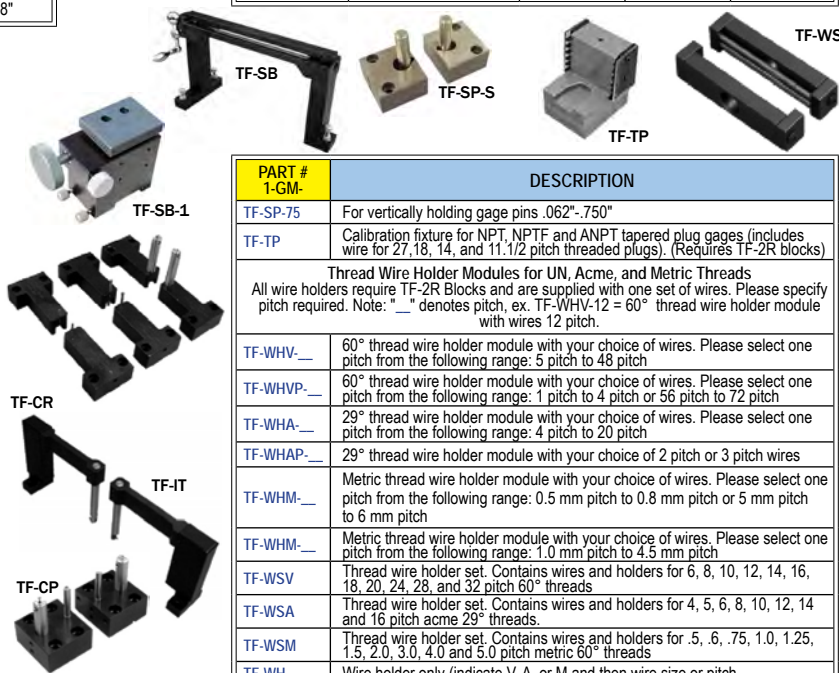 8"
TF-SB
TF-SP-S
TF-TP
TF-WS
TF-SB-1
TF-CR
TF-IT
TF-CP
PART #
1-GM-
DESCRIPTION
TF-SP-75 For vertically holding gage pins .062"-.750"
TF-TP Calibration fixture for NPT, NPTF and ANPT tapered plug gages (includes
wire for 27,18, 14, and 11.1/2 pitch threaded plugs). (Requires TF-2R blocks)
Thread Wire Holder Modules for UN, Acme, and Metric Threads
All wire holders require TF-2R Blocks and are supplied with one set of wires. Please specify
pitch required. Note: "__" denotes pitch, ex. TF-WHV-12 = 60° thread wire holder module
with wires 12 pitch.
TF-WHV-__ 60° thread wire holder module with your choice of wires. Please select one
pitch from the following range: 5 pitch to 48 pitch
TF-WHVP-__ 60° thread wire holder module with your choice of wires. Please select one
pitch from the following range: 1 pitch to 4 pitch or 56 pitch to 72 pitch
TF-WHA-__ 29° thread wire holder module with your choice of wires. Please select one
pitch from the following range: 4 pitch to 20 pitch
TF-WHAP-__ 29° thread wire holder module with your choice of 2 pitch or 3 pitch wires
TF-WHM-__ Metric thread wire holder module with your choice of wires. Please select one
pitch from the following range: 0.5 mm pitch to 0.8 mm pitch or 5 mm pitch
to 6 mm pitch
TF-WHM-__ Metric thread wire holder module with your choice of wires. Please select one
pitch from the following range: 1.0 mm pitch to 4.5 mm pitch
TF-WSV Thread wire holder set. Contains wires and holders for 6, 8, 10, 12, 14, 16,
18, 20, 24, 28, and 32 pitch 60° threads
TF-WSA Thread wire holder set. Contains wires and holders for 4, 5, 6, 8, 10, 12, 14
and 16 pitch acme 29° threads.
TF-WSM Thread wire holder set. Contains wires and holders for .5, .6, .75, 1.0, 1.25,
1.5, 2.0, 3.0, 4.0 and 5.0 pitch metric 60° threads
TF-WH Wire holder only (indicate V, A, or M and then wire size or pitch